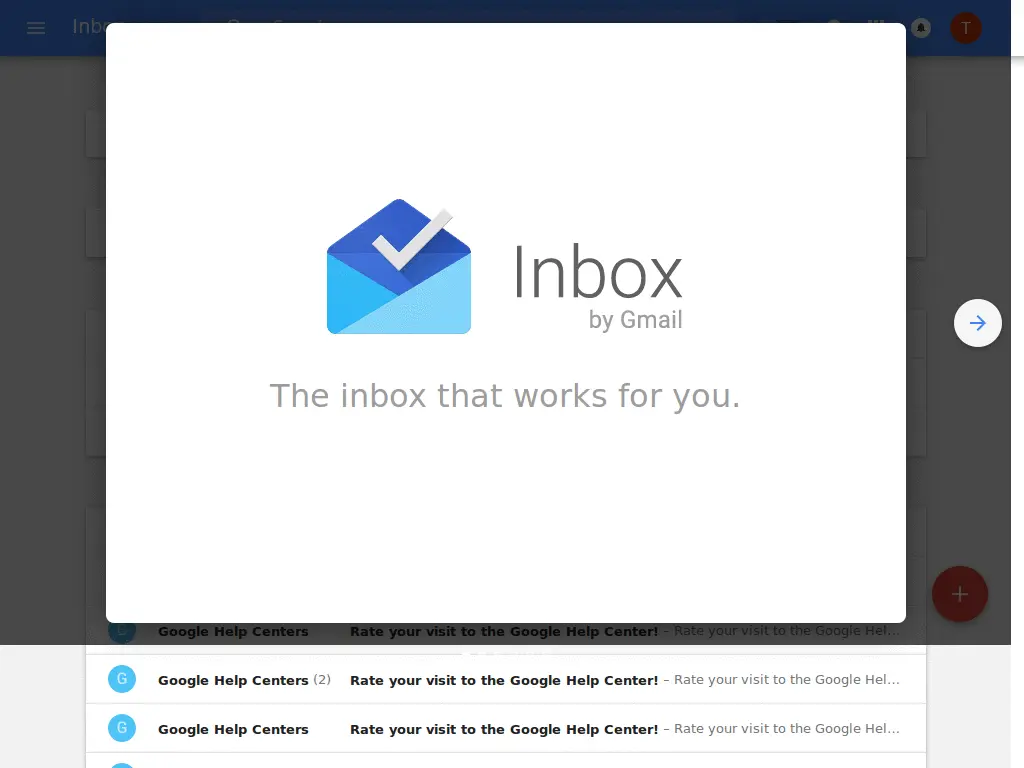 Inbo
T
Inbox
by Gmail
The inbox that works for you.
Google Help Centers Rate your visit to the Google Help Center! – Rate your visit to the Google Hel...
G Google Help Centers (2) Rate your visit to the Google Help Center! – Rate your visit to the Google Hel...
G Google Help Centers Rate your visit to the Google Help Center! – Rate your visit to the Google Hel...